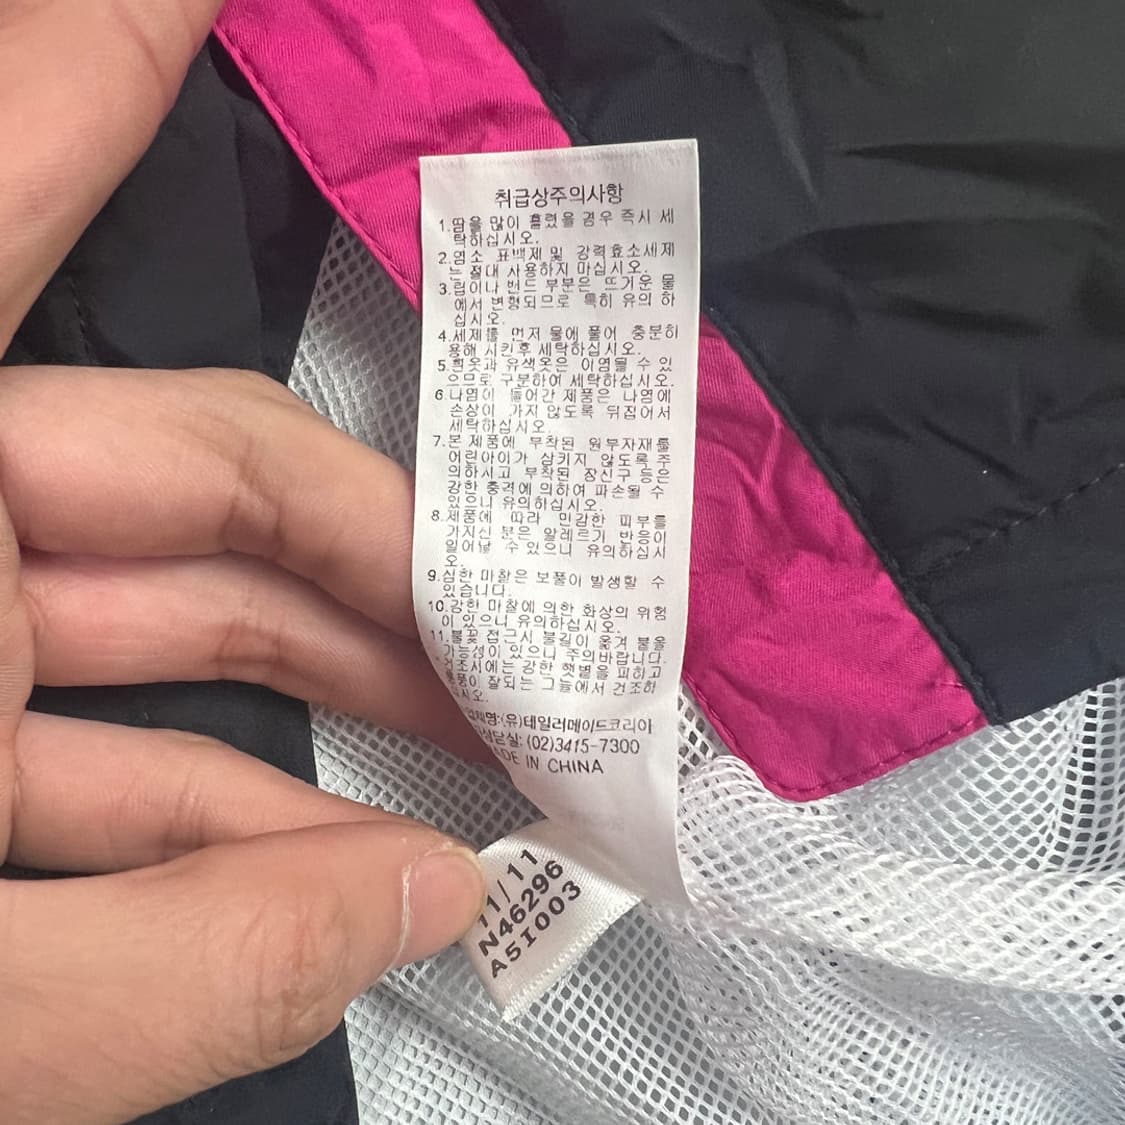 취급상주의사항
1.땀을 많이 흘렸을 경우 즉시 세
탁하십시오.
2.염소 표백제 및 강력효소세제
는 절대 사용하지 마십시오.
3.립이나 밴드 부분은 뜨거운 물
에서 변형되므로 특히 유의 하
십시오.
4.세제를 먼저 물에 풀어 충분히
용해 시킨후 세탁하십시오.
5.흰옷과 유색옷은 이염될 수 있
으므로 구분하여 세탁하십시오.
6.나염이 들어간 제품은 나염에
손상이 가지 않도록 뒤집어서
세탁하십시오.
7.본 제품에 부착된 원부자재를
어린아이가 삼키지 않도록 주
의하시고 부착된 장신구 등은
강한 충격에 의하여 파손될 수
있으니 유의하십시오.
8.제품에 따라 민감한 피부를
가지신 분은 알레르기 반응이
일어날 수 있으니 유의하십시
오.
9.심한 마찰은 보풀이 발생할 수
있습니다.
10.강한 마찰에 의한 화상의 위험
이 있으니 유의하십시오.
11.불꽃 접근시 불길이 옮겨 붙을
가능성이 있으니 주의바랍니다.
건조시에는 강한 햇볕을 피하고
통풍이 잘되는 그늘에서 건조하
십시오.
(유)테일러메이드코리아
(02)3415-7300
MADE IN CHINA
11/11
N46296
A5I003